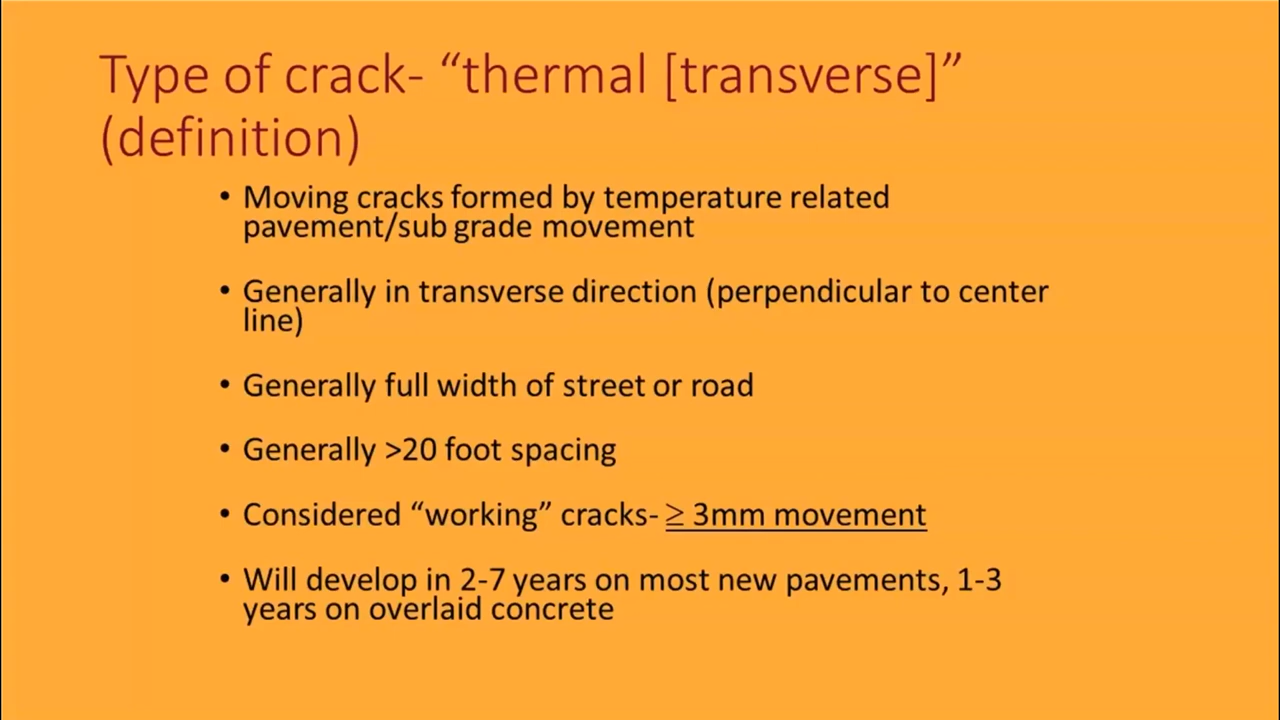 Type of crack- “thermal [transverse]”
(definition)
• Moving cracks formed by temperature related
pavement/sub grade movement
• Generally in transverse direction (perpendicular to center
line)
• Generally full width of street or road
• Generally >20 foot spacing
• Considered “working” cracks- ≥ 3mm movement
• Will develop in 2-7 years on most new pavements, 1-3
years on overlaid concrete